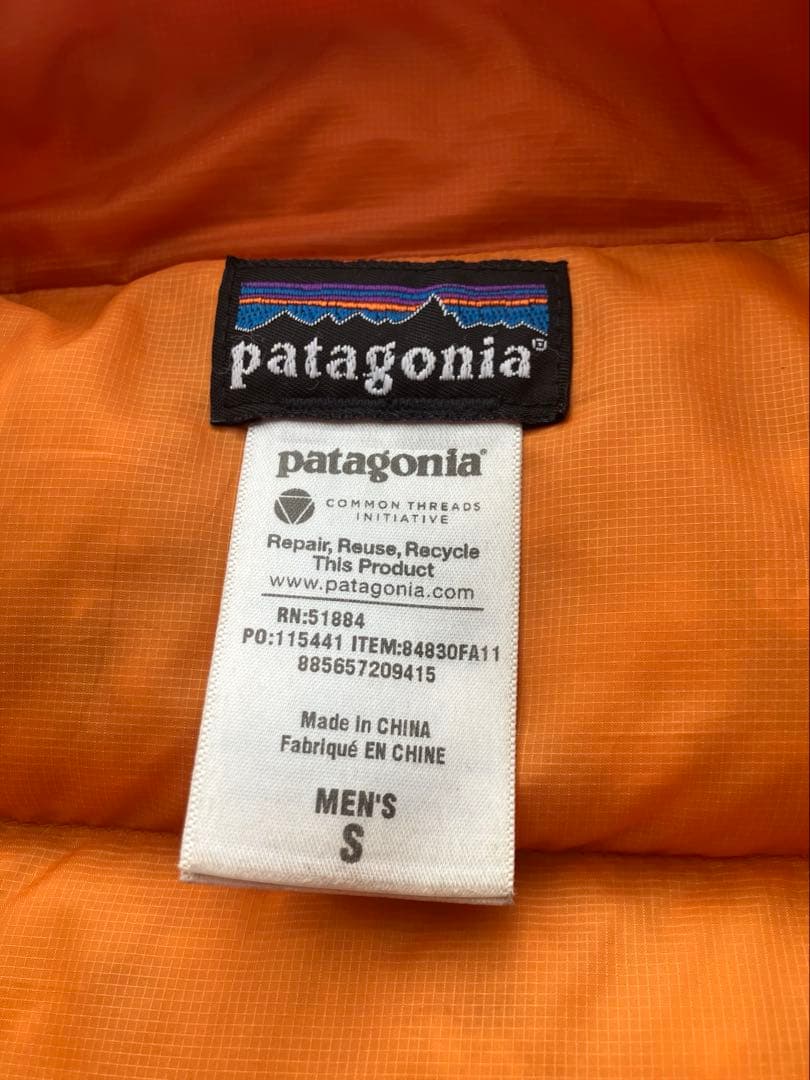 patagonia®
patagonia®
COMMON THREADS
INITIATIVE
Repair, Reuse, Recycle
This Product
www.patagonia.com
RN:51884
PO:115441 ITEM:84830FA11
885657209415
Made in CHINA
Fabriqué EN CHINE
MEN'S
S